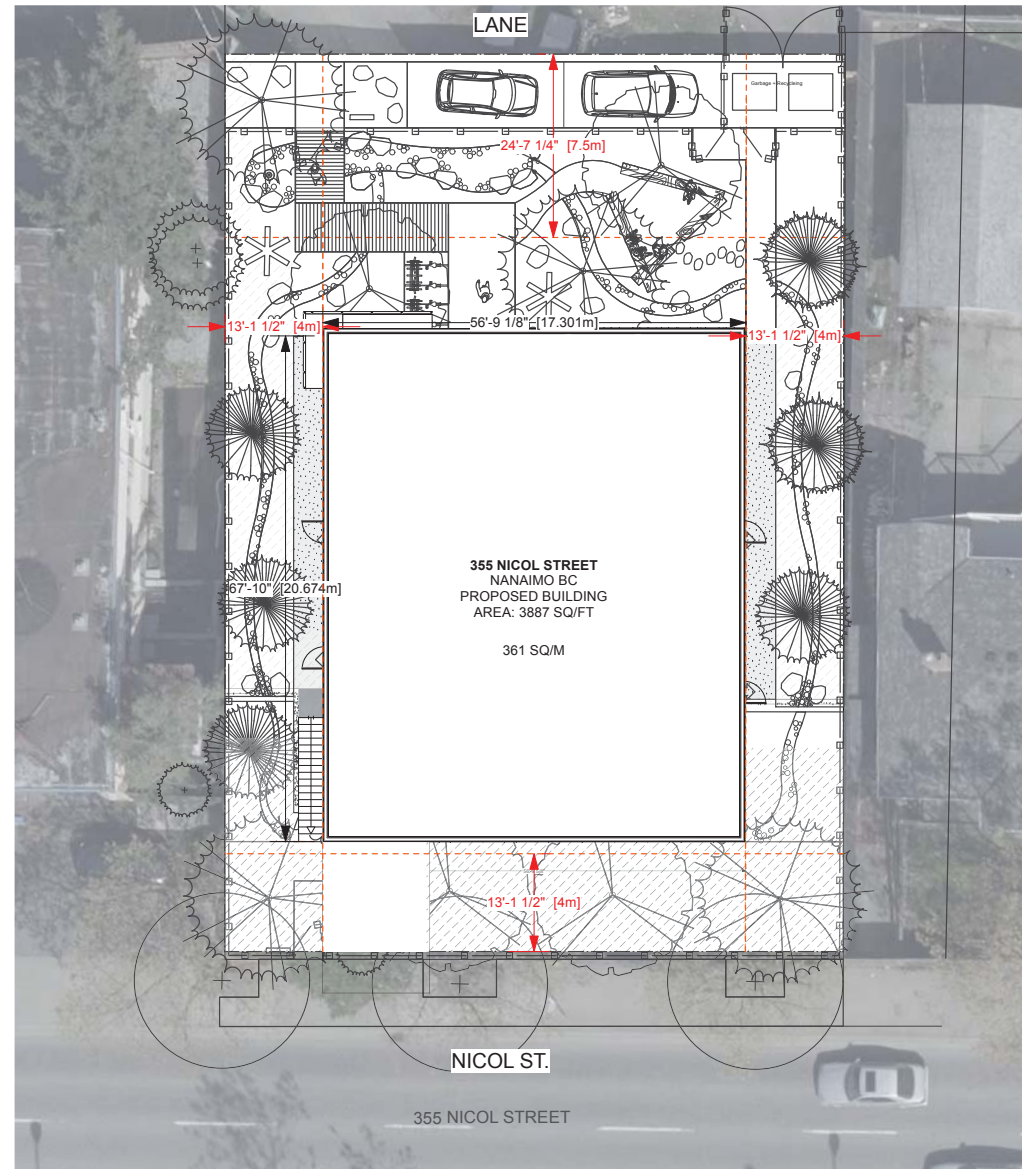 LANE
Garbage + Recycleing
24'-7 1/4" [7.5m]
56'-9 1/8" [17.301m]
13'-1 1/2" [4m]
13'-1 1/2" [4m]
355 NICOL STREET
NANAIMO BC
PROPOSED BUILDING
AREA: 3887 SQ/FT
361 SQ/M
67'-10" [20.674m]
13'-1 1/2" [4m]
NICOL ST.
355 NICOL STREET